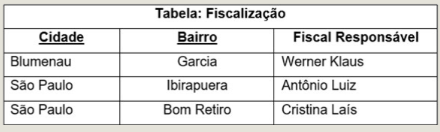 Tabela: Fiscalização
Cidade Bairro Fiscal Responsável
Blumenau Garcia Werner Klaus
São Paulo Ibirapuera Antônio Luiz
São Paulo Bom Retiro Cristina Laís